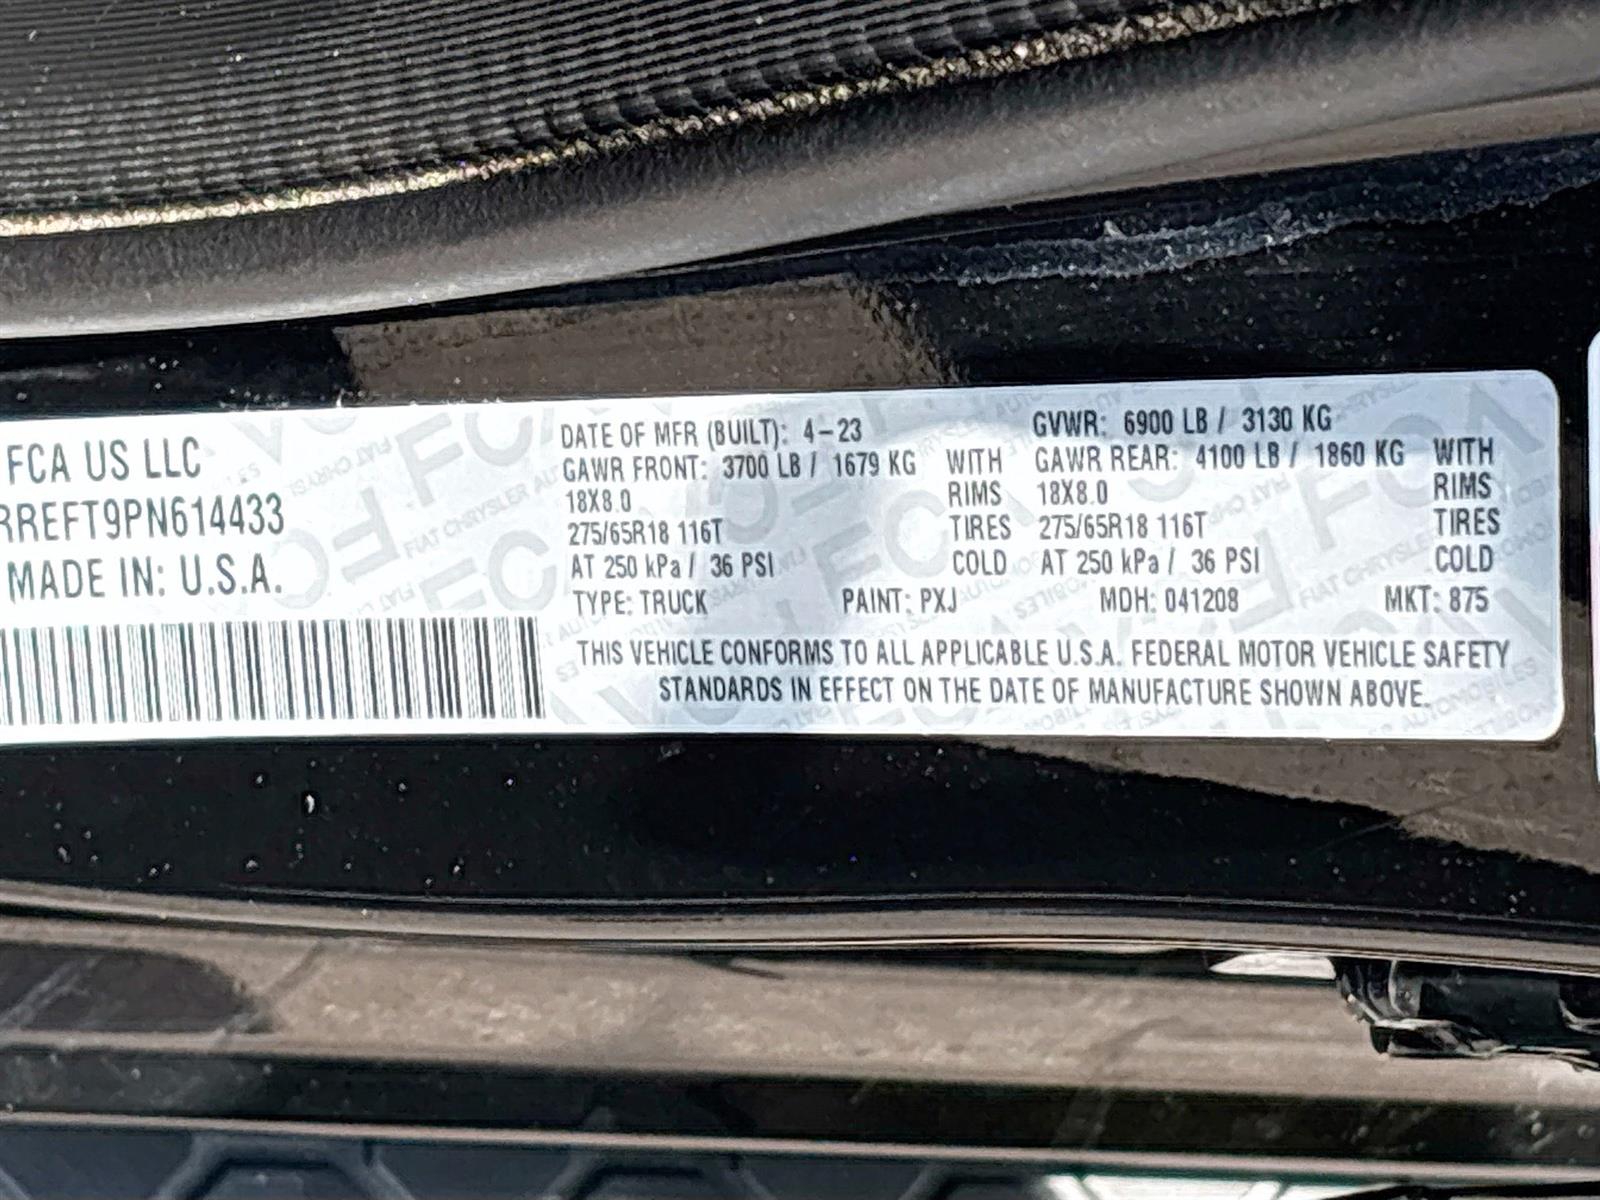 FCA US LLC
RREFT9PN614433
MADE IN: U.S.A.
DATE OF MFR (BUILT): 4-23 GVWR: 6900 LB / 3130 KG
GAWR FRONT: 3700 LB / 1679 KG WITH GAWR REAR: 4100 LB / 1860 KG WITH
18X8.0 RIMS 18X8.0 RIMS
275/65R18 116T TIRES 275/65R18 116T TIRES
AT 250 kPa / 36 PSI COLD AT 250 kPa / 36 PSI COLD
TYPE: TRUCK PAINT: PXJ MDH: 041208 MKT: 875
THIS VEHICLE CONFORMS TO ALL APPLICABLE U.S.A. FEDERAL MOTOR VEHICLE SAFETY
STANDARDS IN EFFECT ON THE DATE OF MANUFACTURE SHOWN ABOVE.